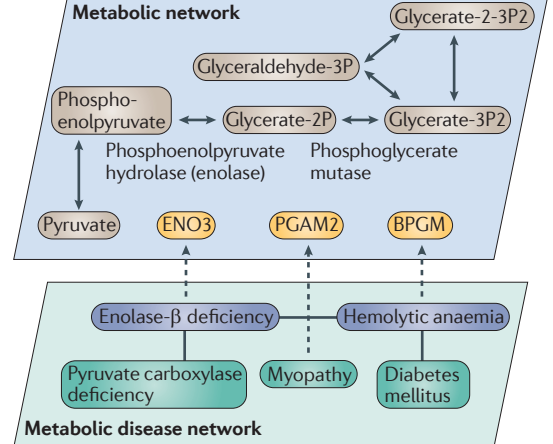 Metabolic network
Glycerate-2-3P2
Glyceraldehyde-3P
Phospho-
enolpyruvate
Glycerate-2P
Glycerate-3P2
Phosphoenolpyruvate
hydrolase (enolase)
Phosphoglycerate
mutase
Pyruvate
ENO3
PGAM2
BPGM
Enolase-β deficiency
Hemolytic anaemia
Pyruvate carboxylase
deficiency
Myopathy
Diabetes
mellitus
Metabolic disease network